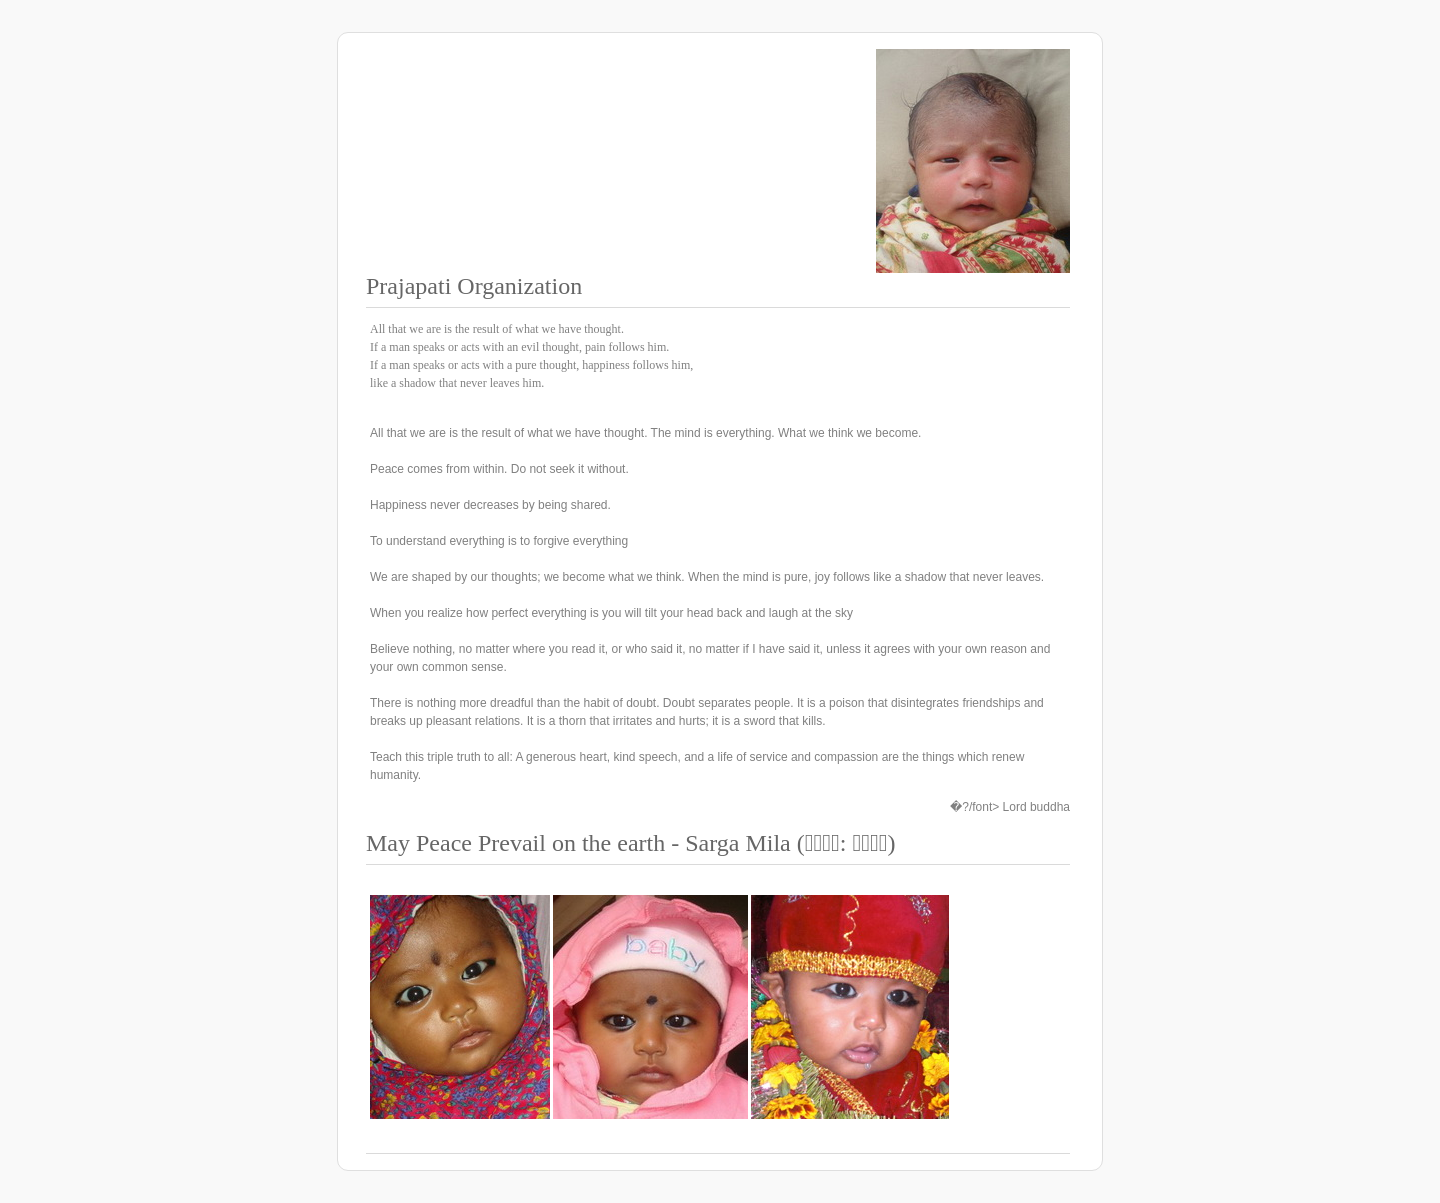 Prajapati Organization
All that we are is the result of what we have thought.
If a man speaks or acts with an evil thought, pain follows him.
If a man speaks or acts with a pure thought, happiness follows him,
like a shadow that never leaves him.
All that we are is the result of what we have thought. The mind is everything. What we think we become.
Peace comes from within. Do not seek it without.
Happiness never decreases by being shared.
To understand everything is to forgive everything
We are shaped by our thoughts; we become what we think. When the mind is pure, joy follows like a shadow that never leaves.
When you realize how perfect everything is you will tilt your head back and laugh at the sky
Believe nothing, no matter where you read it, or who said it, no matter if I have said it, unless it agrees with your own reason and
your own common sense.
There is nothing more dreadful than the habit of doubt. Doubt separates people. It is a poison that disintegrates friendships and
breaks up pleasant relations. It is a thorn that irritates and hurts; it is a sword that kills.
Teach this triple truth to all: A generous heart, kind speech, and a life of service and compassion are the things which renew
humanity.
�?/font> Lord buddha
May Peace Prevail on the earth - Sarga Mila (
baby